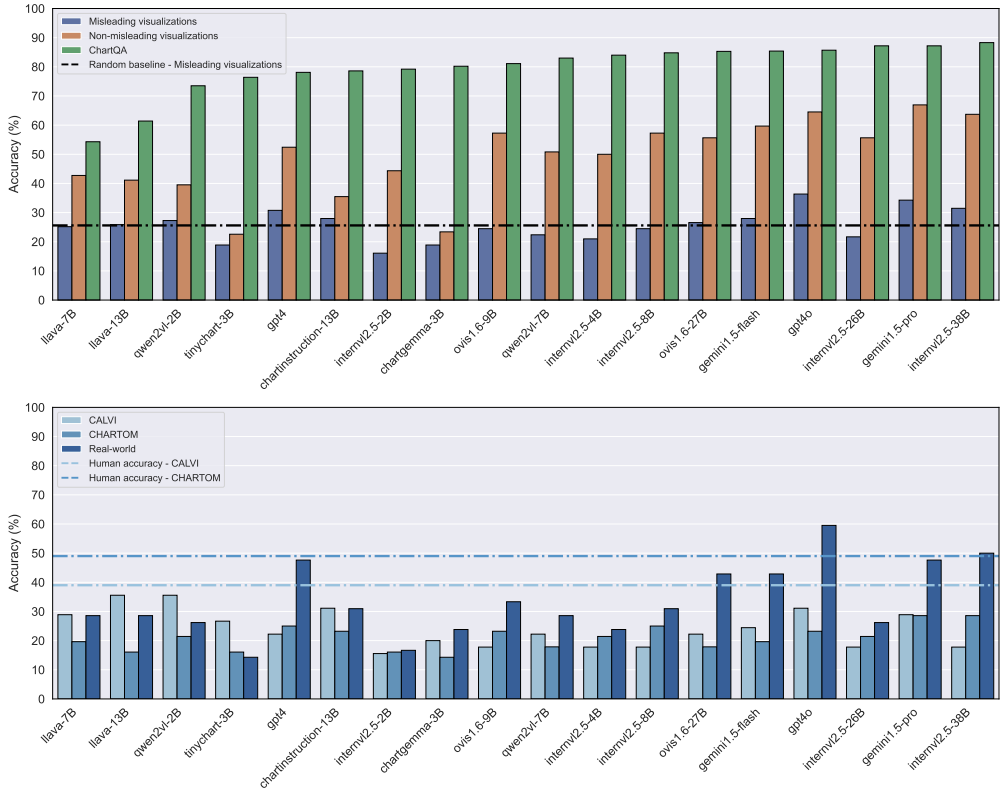 100
90
80
70
60
50
40
30
20
10
0
Accuracy (%)
Misleading visualizations
Non-misleading visualizations
ChartQA
Random baseline - Misleading visualizations
llava-7B
llava-13B
qwen2vl-2B
tinychart-3B
gpt4
chartinstruction-13B
internvl2.5-2B
chartgemma-3B
ovis1.6-9B
qwen2vl-7B
internvl2.5-4B
internvl2.5-8B
ovis1.6-27B
gemini1.5-flash
gpt4o
internvl2.5-26B
gemini1.5-pro
internvl2.5-38B
100
90
80
70
60
50
40
30
20
10
0
Accuracy (%)
CALVI
CHARTOM
Real-world
Human accuracy - CALVI
Human accuracy - CHARTOM
llava-7B
llava-13B
qwen2vl-2B
tinychart-3B
gpt4
chartinstruction-13B
internvl2.5-2B
chartgemma-3B
ovis1.6-9B
qwen2vl-7B
internvl2.5-4B
internvl2.5-8B
ovis1.6-27B
gemini1.5-flash
gpt4o
internvl2.5-26B
gemini1.5-pro
internvl2.5-38B